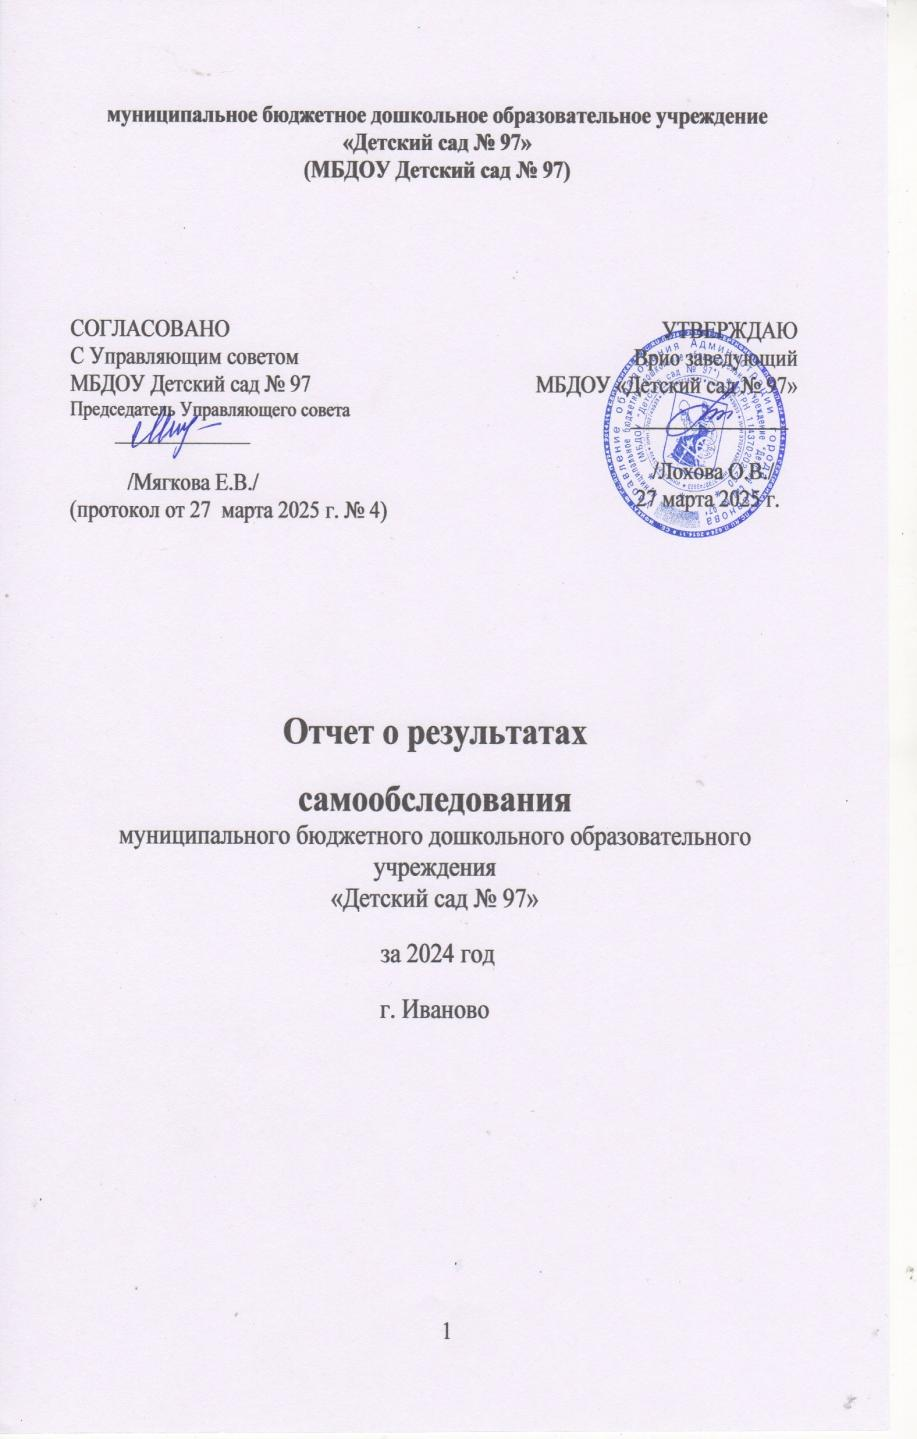 муниципальное бюджетное дошкольное образовательное учреждение
«Детский сад № 97»
(МБДОУ Детский сад № 97)
СОГЛАСОВАНО
С Управляющим советом
МБДОУ Детский сад № 97
Председатель Управляющего совета
/Мягкова Е.В./
(протокол от 27 марта 2025 г. № 4)
УТВЕРЖДАЮ
Врио заведующий
МБДОУ «Детский сад № 97»
/Лохова О.В./
27 марта 2025 г.
Отчет о результатах
самообследования
муниципального бюджетного дошкольного образовательного
учреждения
«Детский сад № 97»
за 2024 год
г. Иваново
1